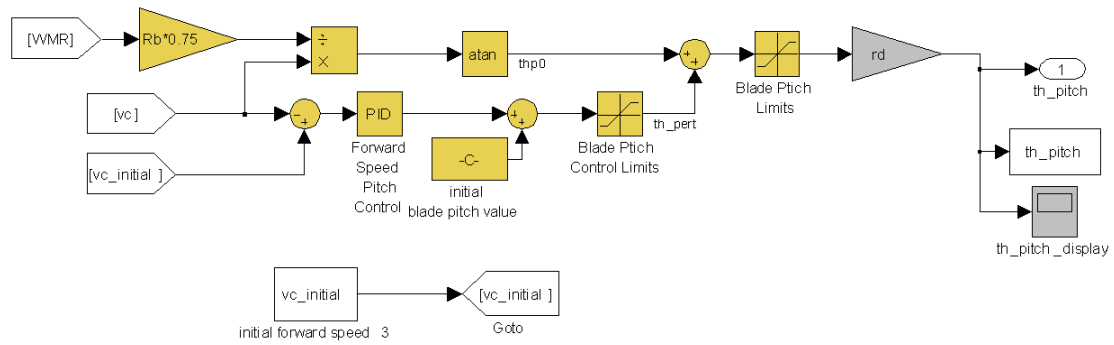 [WMR]
Rb*0.75
÷
×
atan
thp0
+
+
Blade Ptich
Limits
rd
1
th_pitch
[vc]
-
+
PID
Forward
Speed
Pitch
Control
+
+
-C-
initial
blade pitch value
th_pert
Blade Ptich
Control Limits
th_pitch
[vc_initial ]
th_pitch _display
vc_initial
initial forward speed 3
[vc_initial ]
Goto